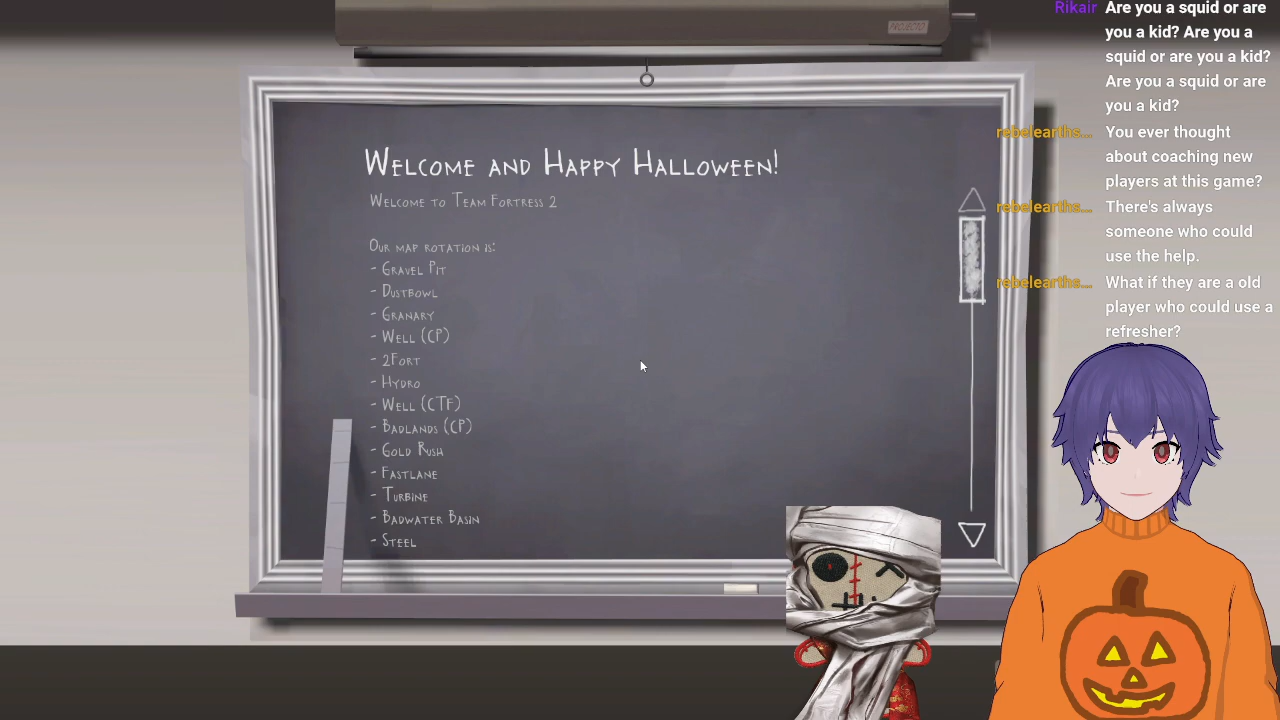 PROJECTO
Rikair Are you a squid or are
you a kid? Are you a
squid or are you a kid?
Are you a squid or are
you a kid?
rebelearths... You ever thought
about coaching new
players at this game?
rebelearths... There's always
someone who could
use the help.
rebelearths... What if they are a old
player who could use a
refresher?
Welcome and Happy Halloween!
Welcome to Team Fortress 2
Our map rotation is:
- Gravel Pit
- Dustbowl
- Granary
- Well (CP)
- 2Fort
- Hydro
- Well (CTF)
- Badlands (CP)
- Gold Rush
- Fastlane
- Turbine
- Badwater Basin
- Steel